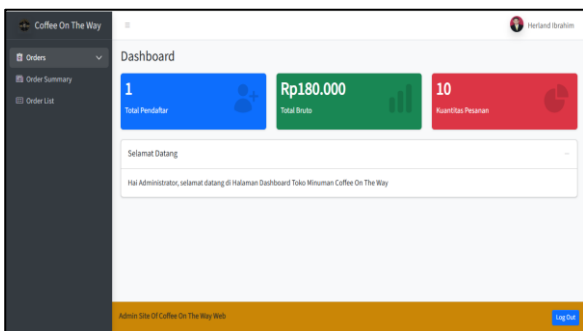 Coffee On The Way
Herland Ibrahim
Orders
Order Summary
Order List
Dashboard
1
Total Pendaftar
Rp180.000
Total Bruto
10
Kuantitas Pesanan
Selamat Datang
Hai Administrator, selamat datang di Halaman Dashboard Toko Minuman Coffee On The Way
Admin Site Of Coffee On The Way Web
Log Out